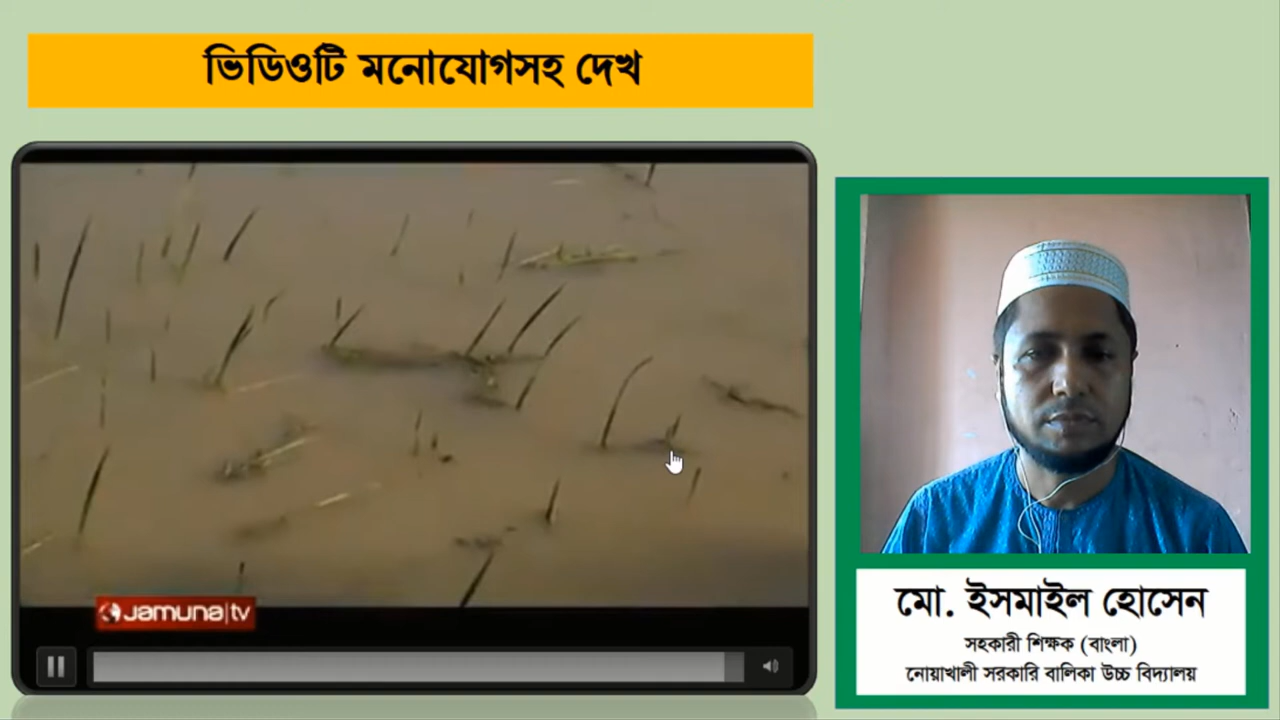 ভিডিওটি মনোযোগসহ দেখ
Jamuna|tv
মো. ইসমাইল হোসেন
সহকারী শিক্ষক (বাংলা)
নোয়াখালী সরকারি বালিকা উচ্চ বিদ্যালয়